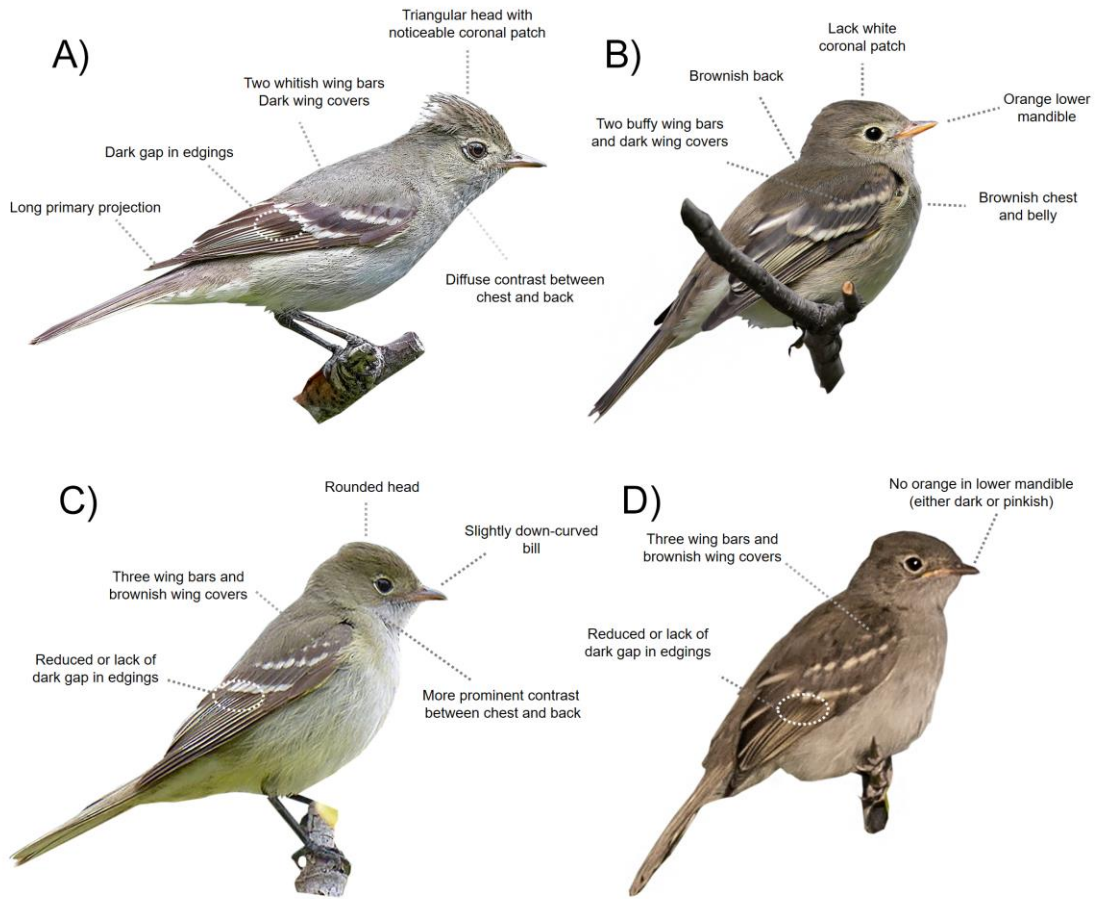 A)
Triangular head with
noticeable coronal patch
Two whitish wing bars
Dark wing covers
Dark gap in edgings
Long primary projection
Diffuse contrast between
chest and back
B)
Lack white
coronal patch
Brownish back
Orange lower
mandible
Two buffy wing bars
and dark wing covers
Brownish chest
and belly
C)
Rounded head
Slightly down-curved
bill
Three wing bars and
brownish wing covers
Reduced or lack of
dark gap in edgings
More prominent contrast
between chest and back
D)
No orange in lower mandible
(either dark or pinkish)
Three wing bars and
brownish wing covers
Reduced or lack of
dark gap in edgings